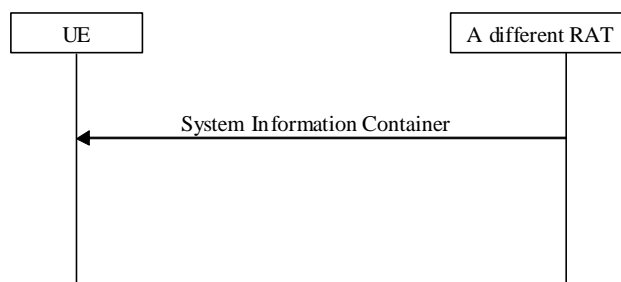 UE
A different RAT
System Information Container